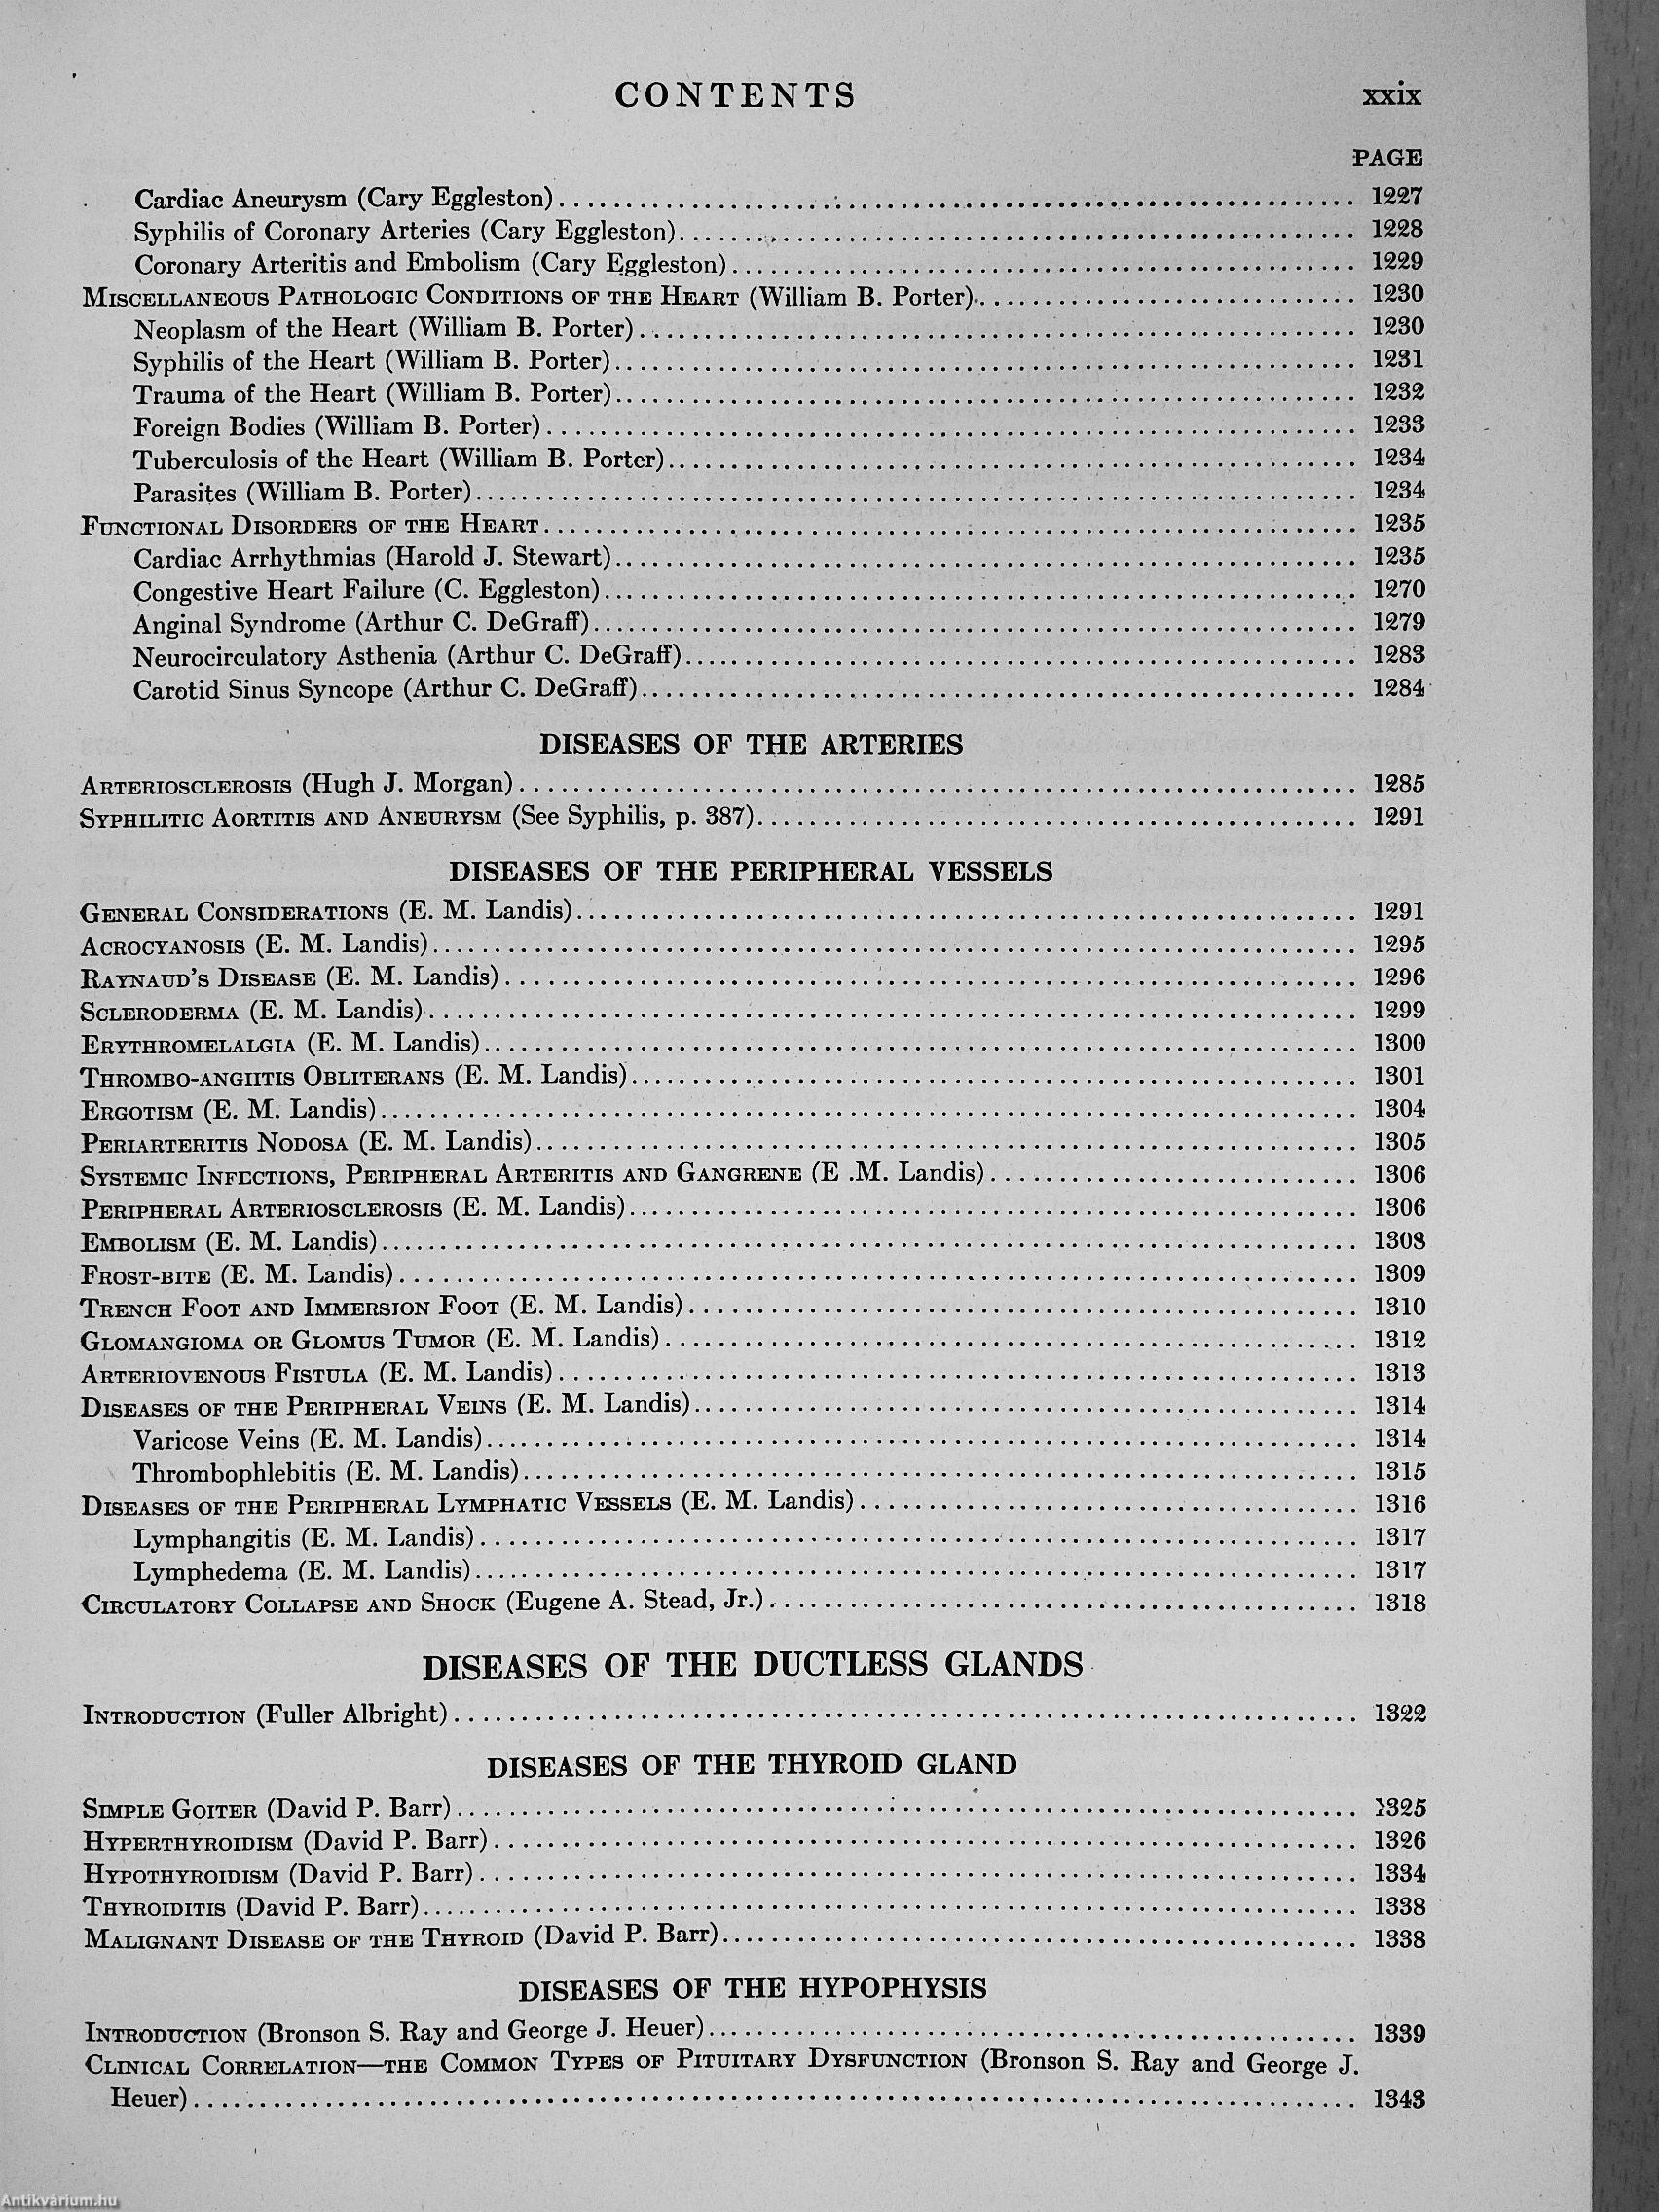 CONTENTS xxix
PAGE
Cardiac Aneurysm (Cary Eggleston) 1227
Syphilis of Coronary Arteries (Cary Eggleston) 1228
Coronary Arteritis and Embolism (Cary Eggleston) 1229
MISCELLANEOUS PATHOLOGIC CONDITIONS OF THE HEART (William B. Porter) 1230
Neoplasm of the Heart (William B. Porter) 1230
Syphilis of the Heart (William B. Porter) 1231
Trauma of the Heart (William B. Porter) 1232
Foreign Bodies (William B. Porter) 1233
Tuberculosis of the Heart (William B. Porter) 1234
Parasites (William B. Porter) 1234
FUNCTIONAL DISORDERS OF THE HEART 1235
Cardiac Arrhythmias (Harold J. Stewart) 1235
Congestive Heart Failure (C. Eggleston) 1270
Anginal Syndrome (Arthur C. DeGraff) 1279
Neurocirculatory Asthenia (Arthur C. DeGraff) 1283
Carotid Sinus Syncope (Arthur C. DeGraff) 1284
DISEASES OF THE ARTERIES
ARTERIOSCLEROSIS (Hugh J. Morgan) 1285
SYPHILITIC AORTITIS AND ANEURYSM (See Syphilis, p. 387) 1291
DISEASES OF THE PERIPHERAL VESSELS
GENERAL CONSIDERATIONS (E. M. Landis) 1291
ACROCYANOSIS (E. M. Landis) 1295
RAYNAUD'S DISEASE (E. M. Landis) 1296
SCLERODERMA (E. M. Landis) 1299
ERYTHROMELALGIA (E. M. Landis) 1300
THROMBO-ANGIITIS OBLITERANS (E. M. Landis) 1301
ERGOTISM (E. M. Landis) 1304
PERIARTERITIS NODOSA (E. M. Landis) 1305
SYSTEMIC INFECTIONS, PERIPHERAL ARTERITIS AND GANGRENE (E .M. Landis) 1306
PERIPHERAL ARTERIOSCLEROSIS (E. M. Landis) 1306
EMBOLISM (E. M. Landis) 1308
FROST-BITE (E. M. Landis) 1309
TRENCH FOOT AND IMMERSION FOOT (E. M. Landis) 1310
GLOMANGIOMA OR GLOMUS TUMOR (E. M. Landis) 1312
ARTERIOVENOUS FISTULA (E. M. Landis) 1313
DISEASES OF THE PERIPHERAL VEINS (E. M. Landis) 1314
Varicose Veins (E. M. Landis) 1314
Thrombophlebitis (E. M. Landis) 1315
DISEASES OF THE PERIPHERAL LYMPHATIC VESSELS (E. M. Landis) 1316
Lymphangitis (E. M. Landis) 1317
Lymphedema (E. M. Landis) 1317
CIRCULATORY COLLAPSE AND SHOCK (Eugene A. Stead, Jr.) 1318
DISEASES OF THE DUCTLESS GLANDS
INTRODUCTION (Fuller Albright) 1322
DISEASES OF THE THYROID GLAND
SIMPLE GOITER (David P. Barr) 1325
HYPERTHYROIDISM (David P. Barr) 1326
HYPOTHYROIDISM (David P. Barr) 1334
THYROIDITIS (David P. Barr) 1338
MALIGNANT DISEASE OF THE THYROID (David P. Barr) 1338
DISEASES OF THE HYPOPHYSIS
INTRODUCTION (Bronson S. Ray and George J. Heuer) 1339
CLINICAL CORRELATION—THE COMMON TYPES OF PITUITARY DYSFUNCTION (Bronson S. Ray and George J.
Heuer) 1343
Antikvárium.hu